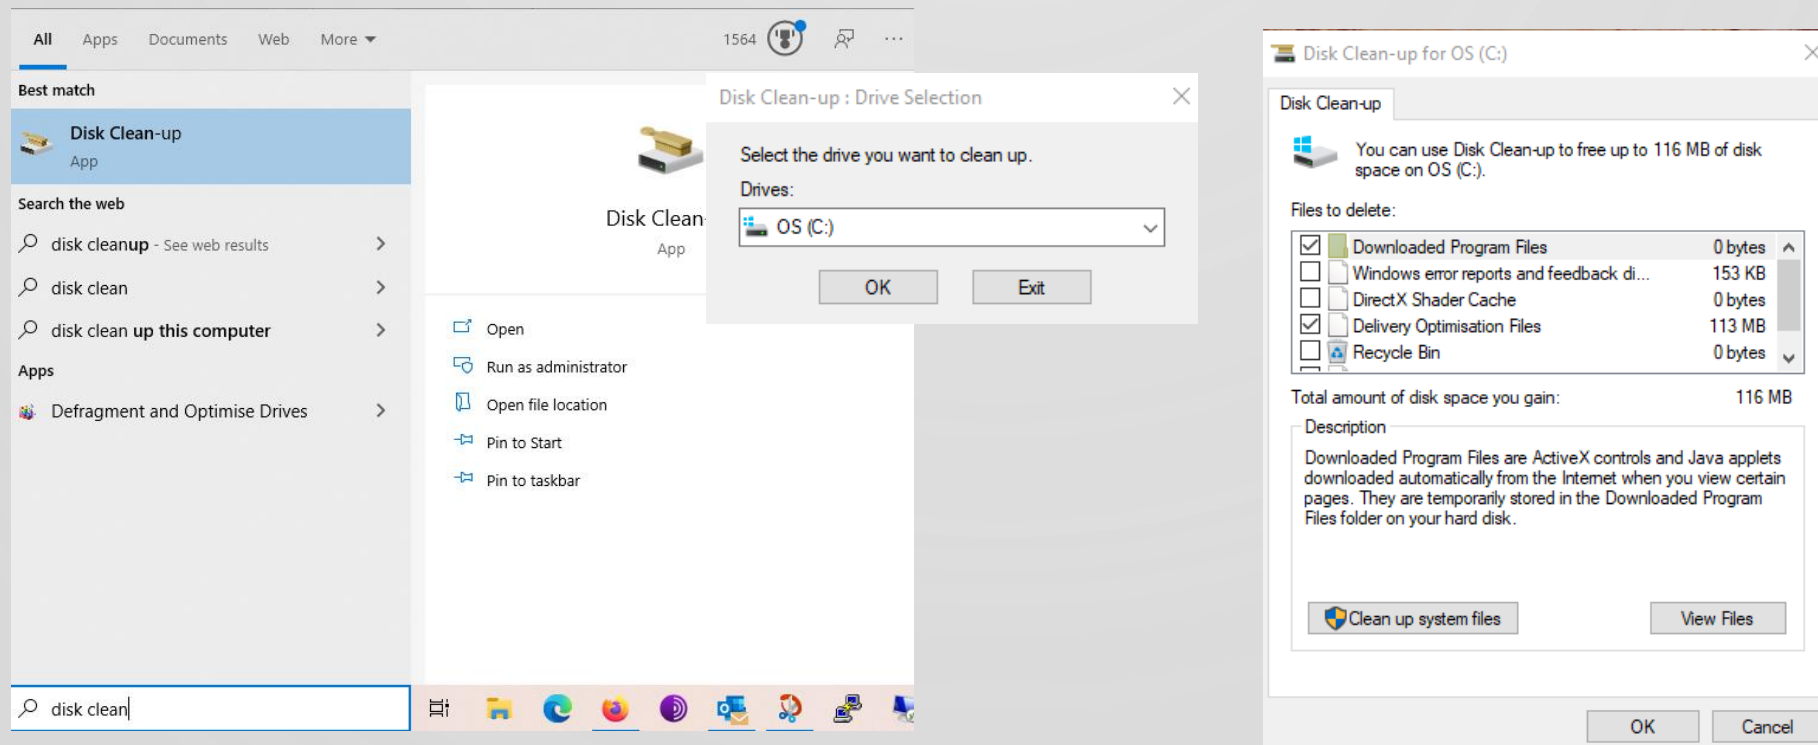 All Apps Documents Web More
1564
Best match
Disk Clean-up
App
Search the web
disk cleanup - See web results
disk clean
disk clean up this computer
Apps
Defragment and Optimise Drives
disk clean
Disk Clean-
App
Open
Run as administrator
Open file location
Pin to Start
Pin to taskbar
Disk Clean-up : Drive Selection
Select the drive you want to clean up.
Drives:
OS (C:)
OK Exit
Disk Clean-up for OS (C:)
Disk Clean-up
You can use Disk Clean-up to free up to 116 MB of disk
space on OS (C:).
Files to delete:
Downloaded Program Files 0 bytes
Windows error reports and feedback di... 153 KB
DirectX Shader Cache 0 bytes
Delivery Optimisation Files 113 MB
Recycle Bin 0 bytes
Total amount of disk space you gain: 116 MB
Description
Downloaded Program Files are ActiveX controls and Java applets
downloaded automatically from the Internet when you view certain
pages. They are temporarily stored in the Downloaded Program
Files folder on your hard disk.
Clean up system files View Files
OK Cancel